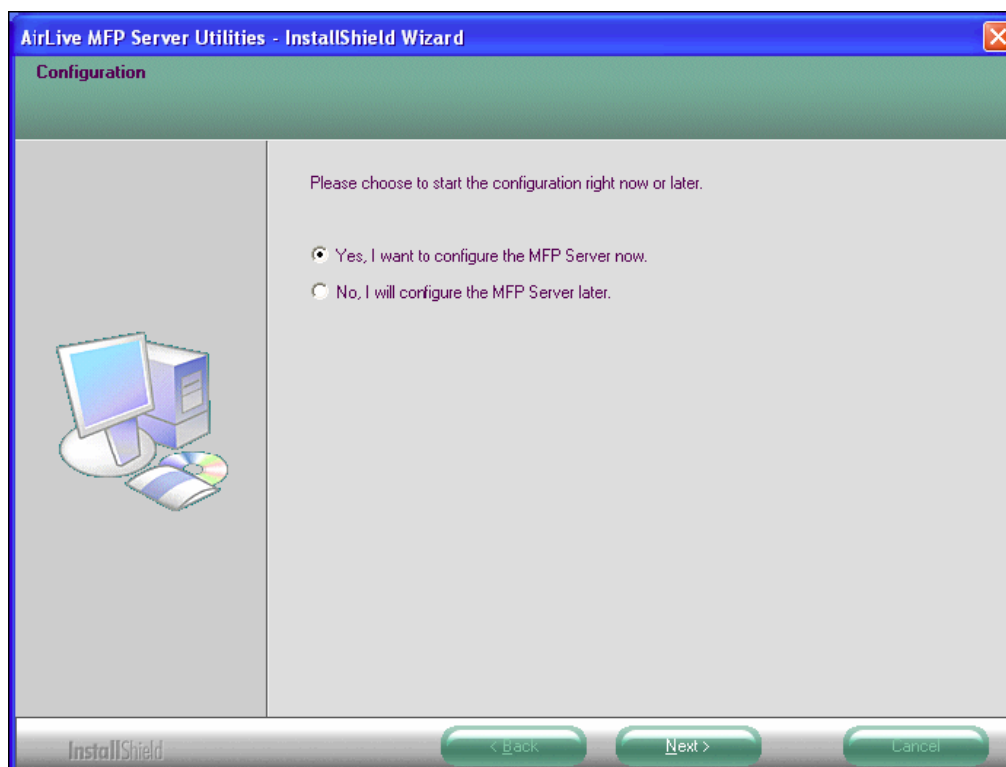 AirLive MFP Server Utilities - InstallShield Wizard
Configuration
Please choose to start the configuration right now or later.
Yes, I want to configure the MFP Server now.
No, I will configure the MFP Server later.
InstallShield
< Back
Next >
Cancel